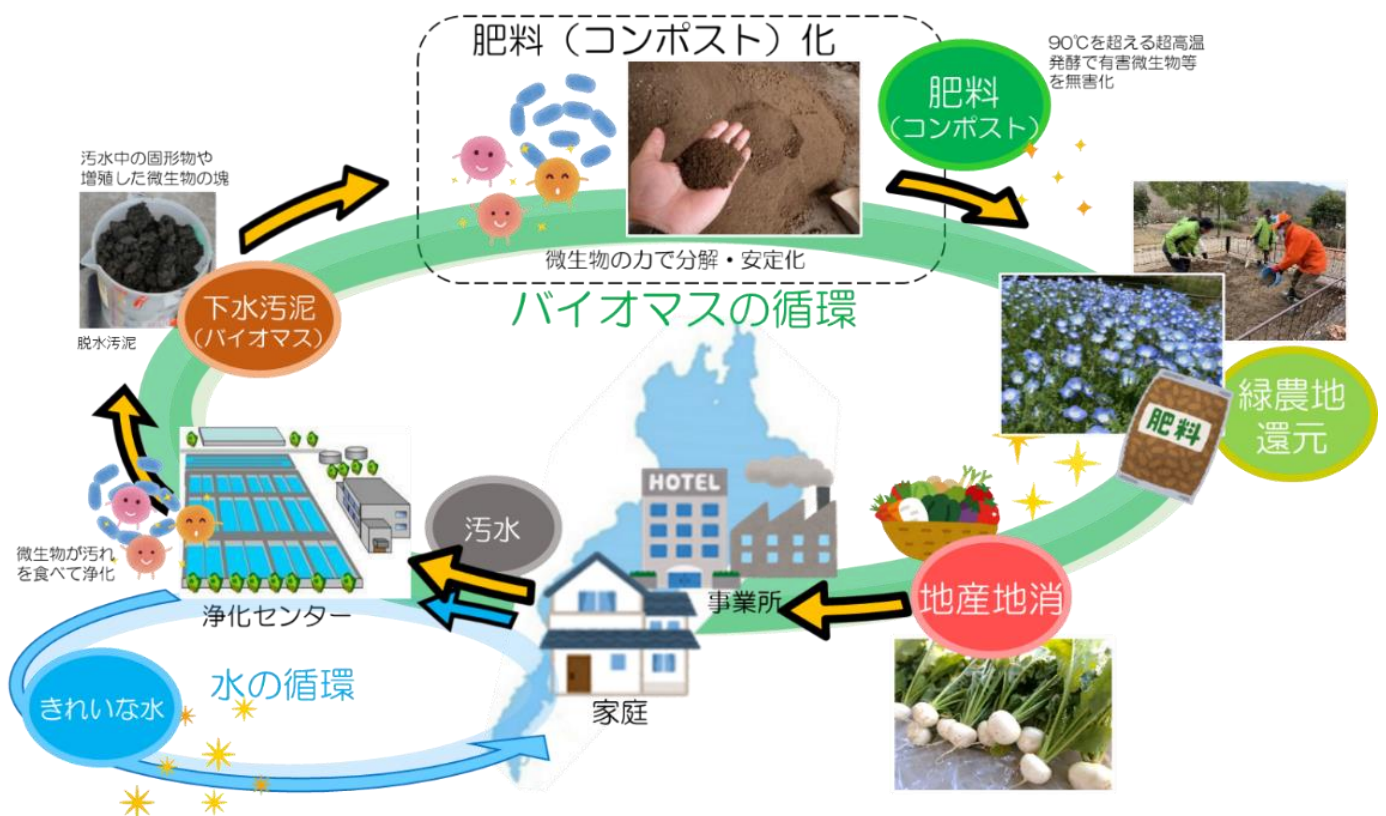 肥料（コンポスト）化
90℃を超える超高温
発酵で有害微生物等
を無害化
肥料
（コンポスト）
汚水中の固形物や
増殖した微生物の塊
微生物の力で分解・安定化
バイオマスの循環
下水汚泥
（バイオマス）
脱水汚泥
緑農地
還元
肥料
HOTEL
汚水
微生物が汚れ
を食べて浄化
浄化センター
事業所
地産地消
水の循環
きれいな水
家庭